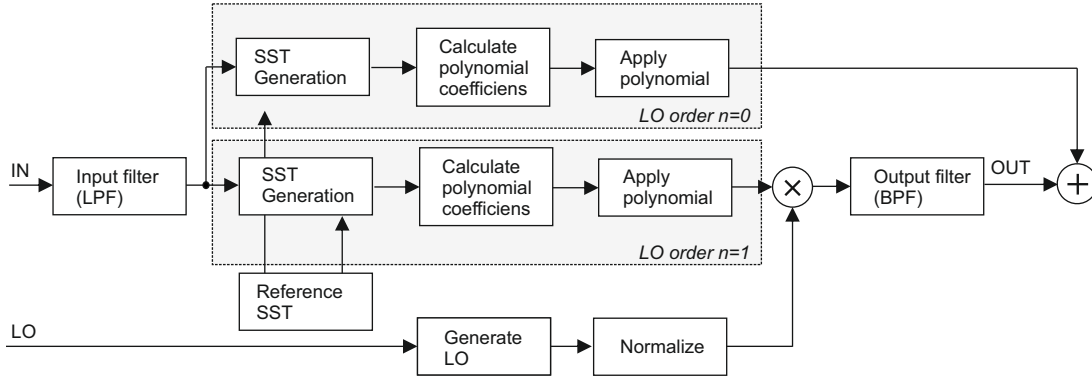 SST
Generation
Calculate
polynomial
coefficiens
Apply
polynomial
LO order n=0
IN
Input filter
(LPF)
SST
Generation
Calculate
polynomial
coefficiens
Apply
polynomial
LO order n=1
×
Output filter
(BPF)
OUT
+
Reference
SST
LO
Generate
LO
Normalize